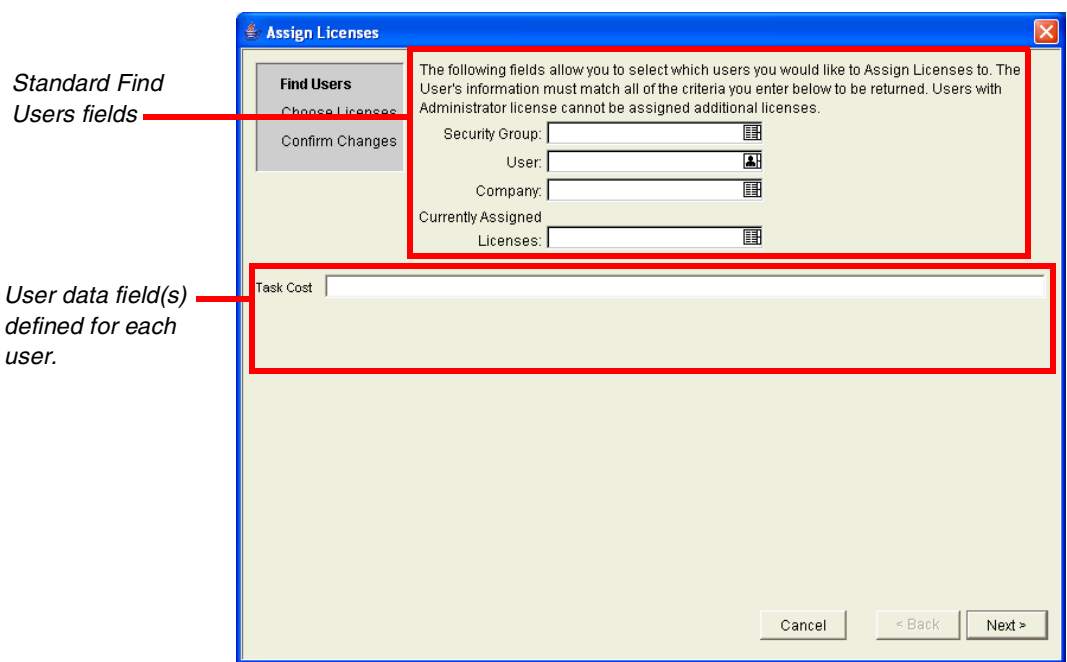 Assign Licenses
Standard Find
Users fields
Find Users
Choose Licenses
Confirm Changes
The following fields allow you to select which users you would like to Assign Licenses to. The
User's information must match all of the criteria you enter below to be returned. Users with
Administrator license cannot be assigned additional licenses.
Security Group:
User:
Company:
Currently Assigned
Licenses:
User data field(s)
defined for each
user.
Task Cost
Cancel
< Back
Next >